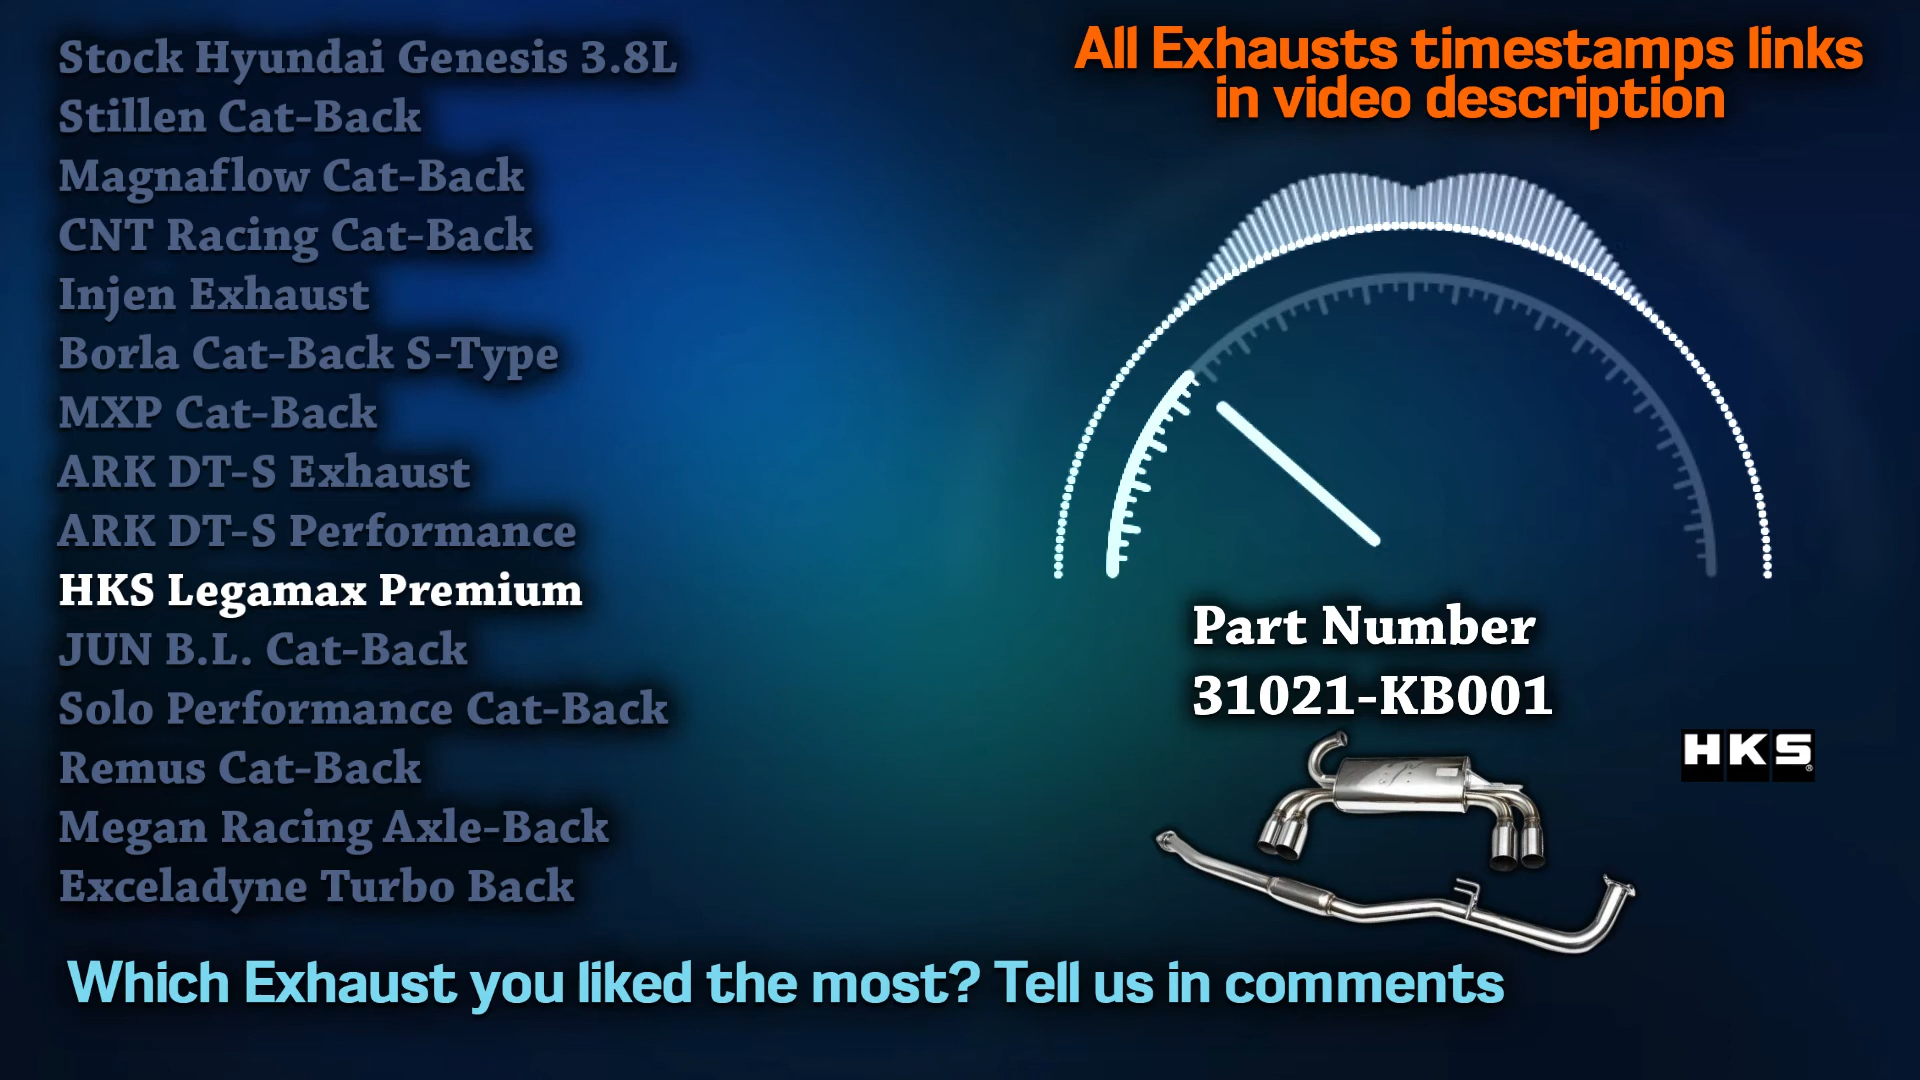 Stock Hyundai Genesis 3.8L
Stillen Cat-Back
Magnaflow Cat-Back
CNT Racing Cat-Back
Injen Exhaust
Borla Cat-Back S-Type
MXP Cat-Back
ARK DT-S Exhaust
ARK DT-S Performance
HKS Legamax Premium
JUN B.L. Cat-Back
Solo Performance Cat-Back
Remus Cat-Back
Megan Racing Axle-Back
Exceladyne Turbo Back
All Exhausts timestamps links
in video description
Part Number
31021-KB001
HKS®
Which Exhaust you liked the most? Tell us in comments